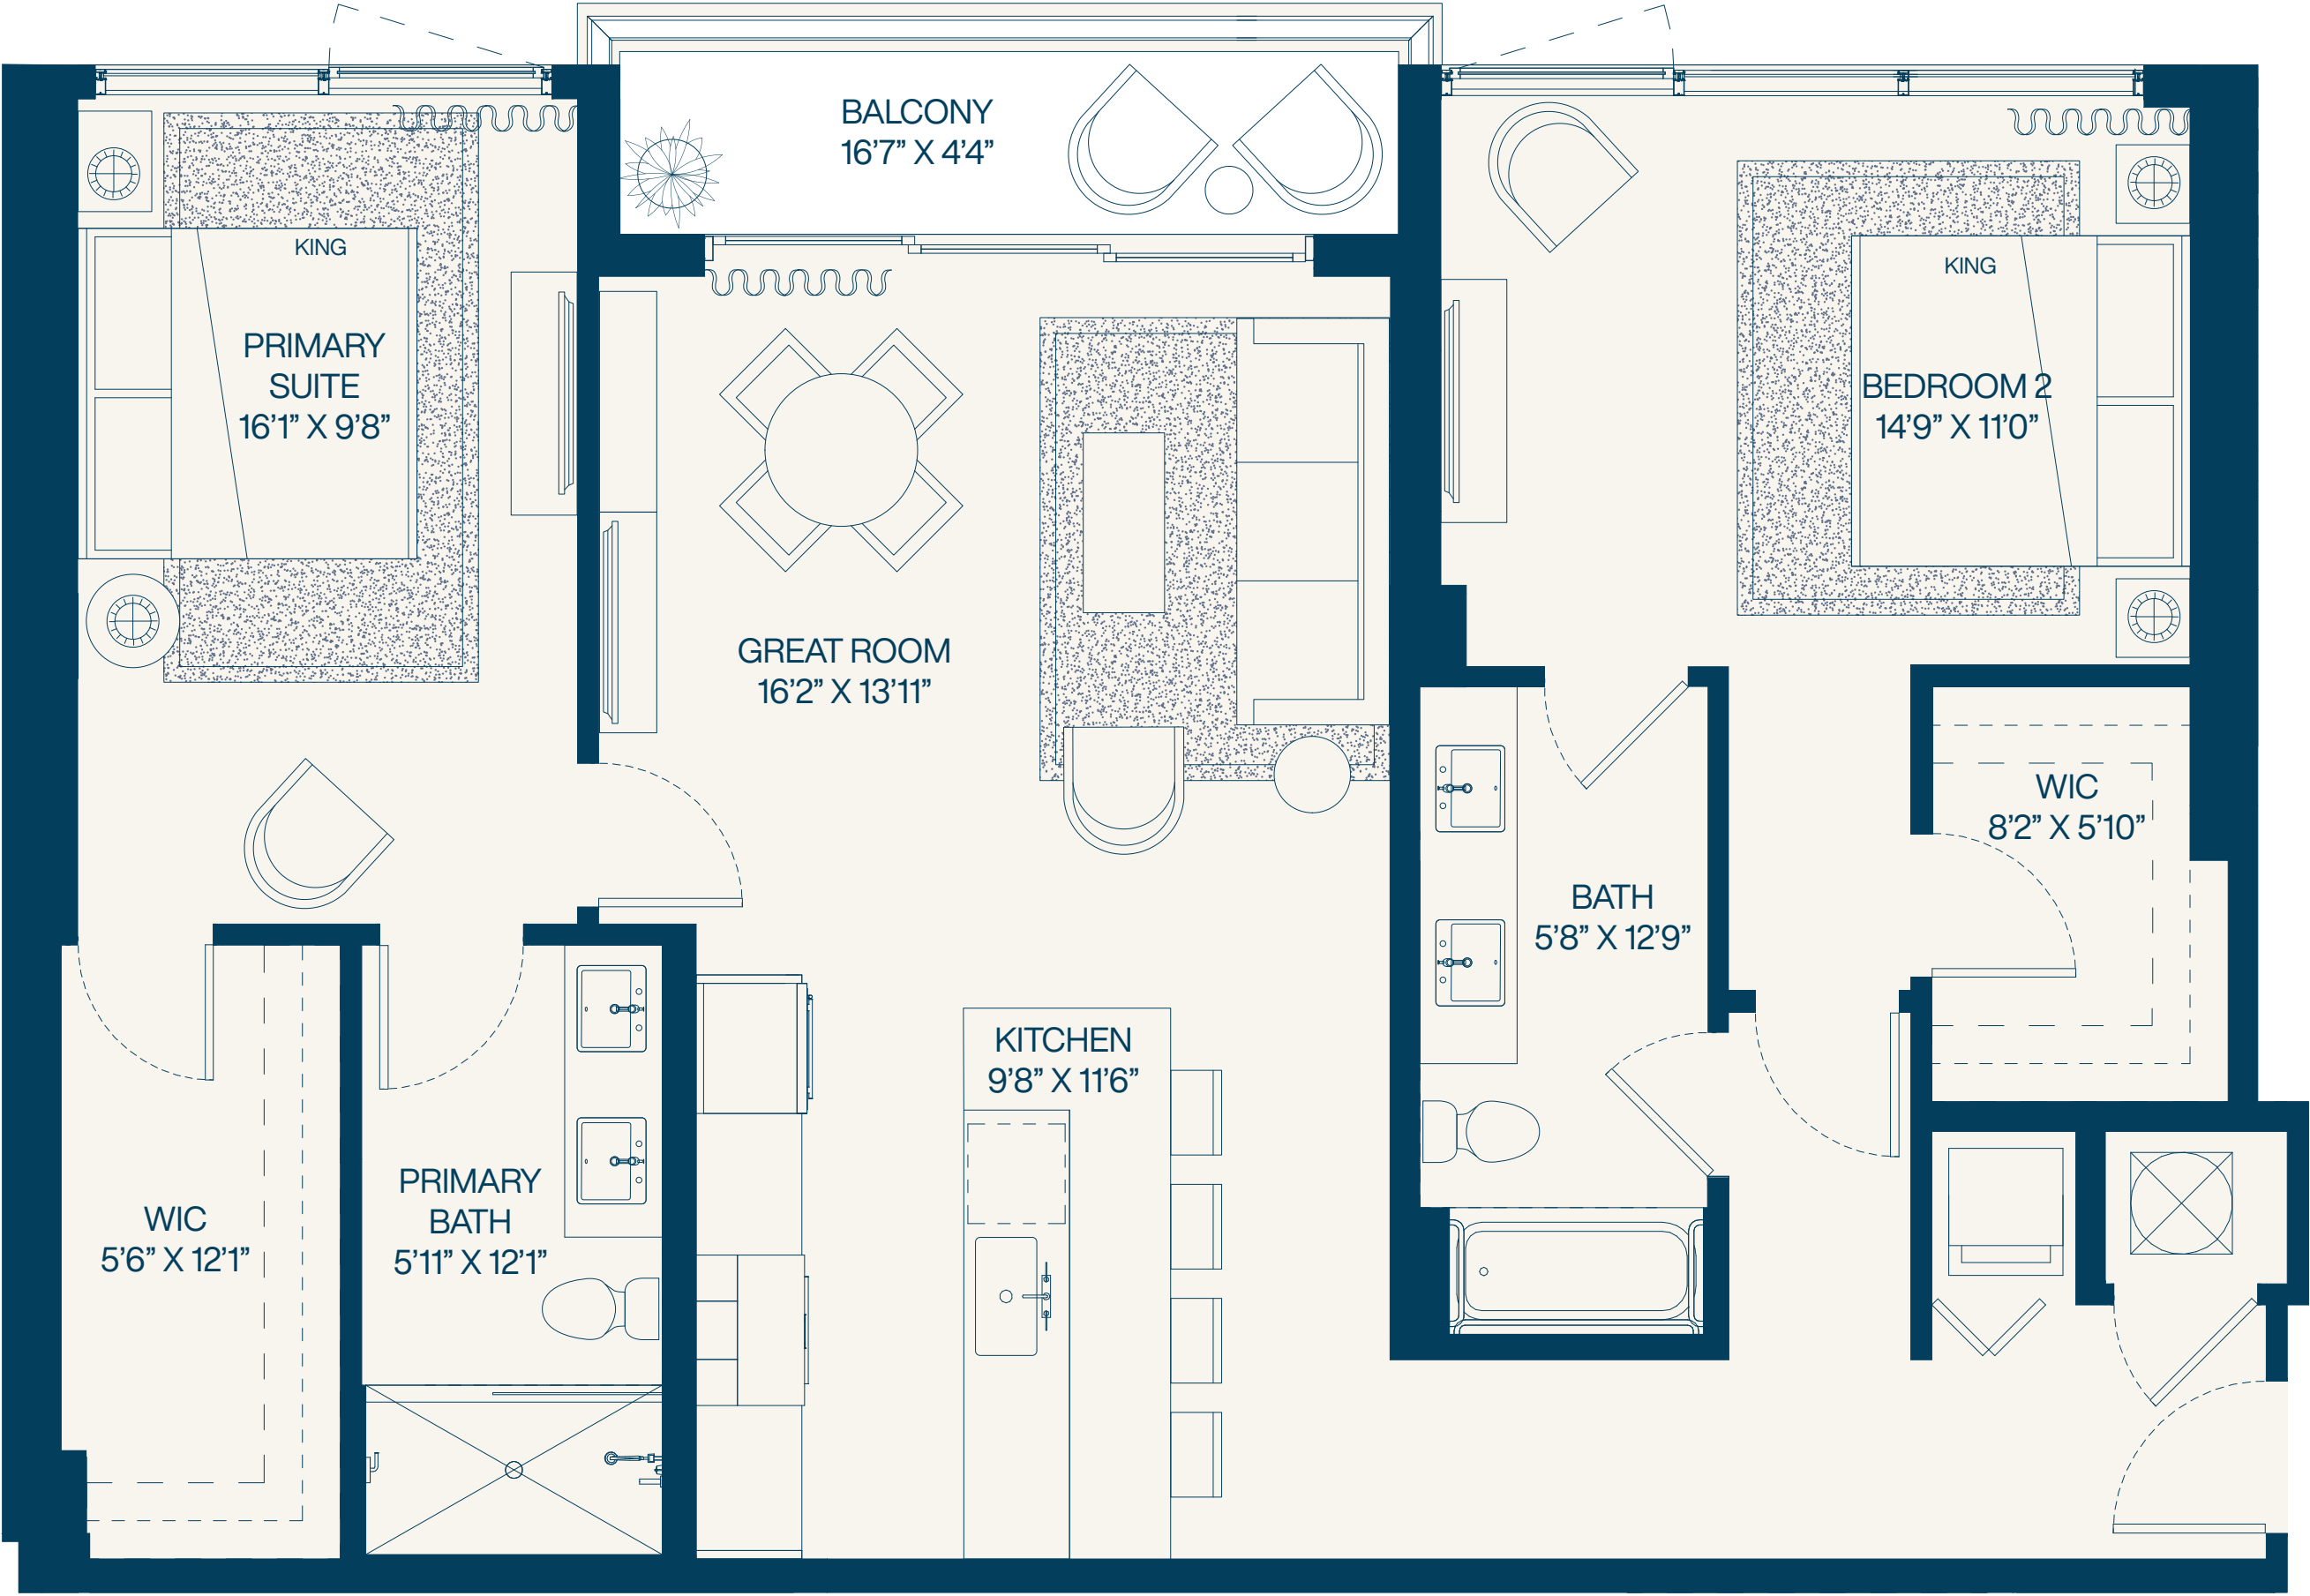 BALCONY
16’7” X 4’4”
KING
PRIMARY
SUITE
16’1” X 9’8”
KING
BEDROOM 2
14’9” X 11’0”
GREAT ROOM
16’2” X 13’11”
WIC
8’2” X 5’10”
BATH
5’8” X 12’9”
KITCHEN
9’8” X 11’6”
PRIMARY
BATH
5’11” X 12’1”
WIC
5’6” X 12’1”